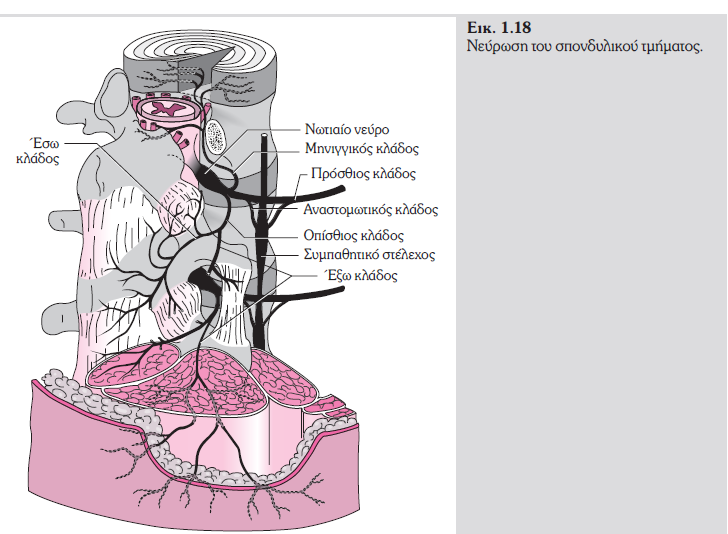 Εικ. 1.18
Νεύρωση του σπονδυλικού τμήματος.
Έσω
κλάδος
Νωτιαίο νεύρο
Μηνιγγικός κλάδος
Πρόσθιος κλάδος
Αναστομωτικός κλάδος
Οπίσθιος κλάδος
Συμπαθητικό στέλεχος
Έξω κλάδος